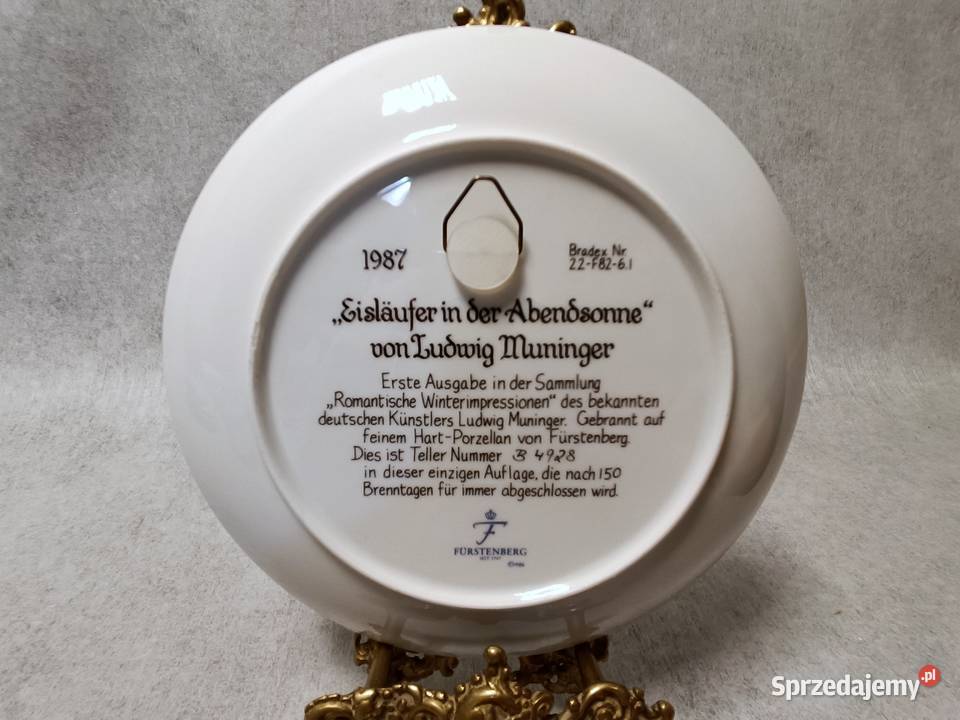 1987
Bradex Nr.
22-F82-6.1
„Eisläufer in der Abendsonne“
von Ludwig Muninger
Erste Ausgabe in der Sammlung
„Romantische Winterimpressionen“ des bekannten
deutschen Künstlers Ludwig Muninger. Gebrannt auf
feinem Hart-Porzellan von Fürstenberg.
Dies ist Teller Nummer B 4928
in dieser einzigen Auflage, die nach 150
Brenntagen für immer abgeschlossen wird.
F
FÜRSTENBERG
SEIT 1747
Sprzedajemy.pl